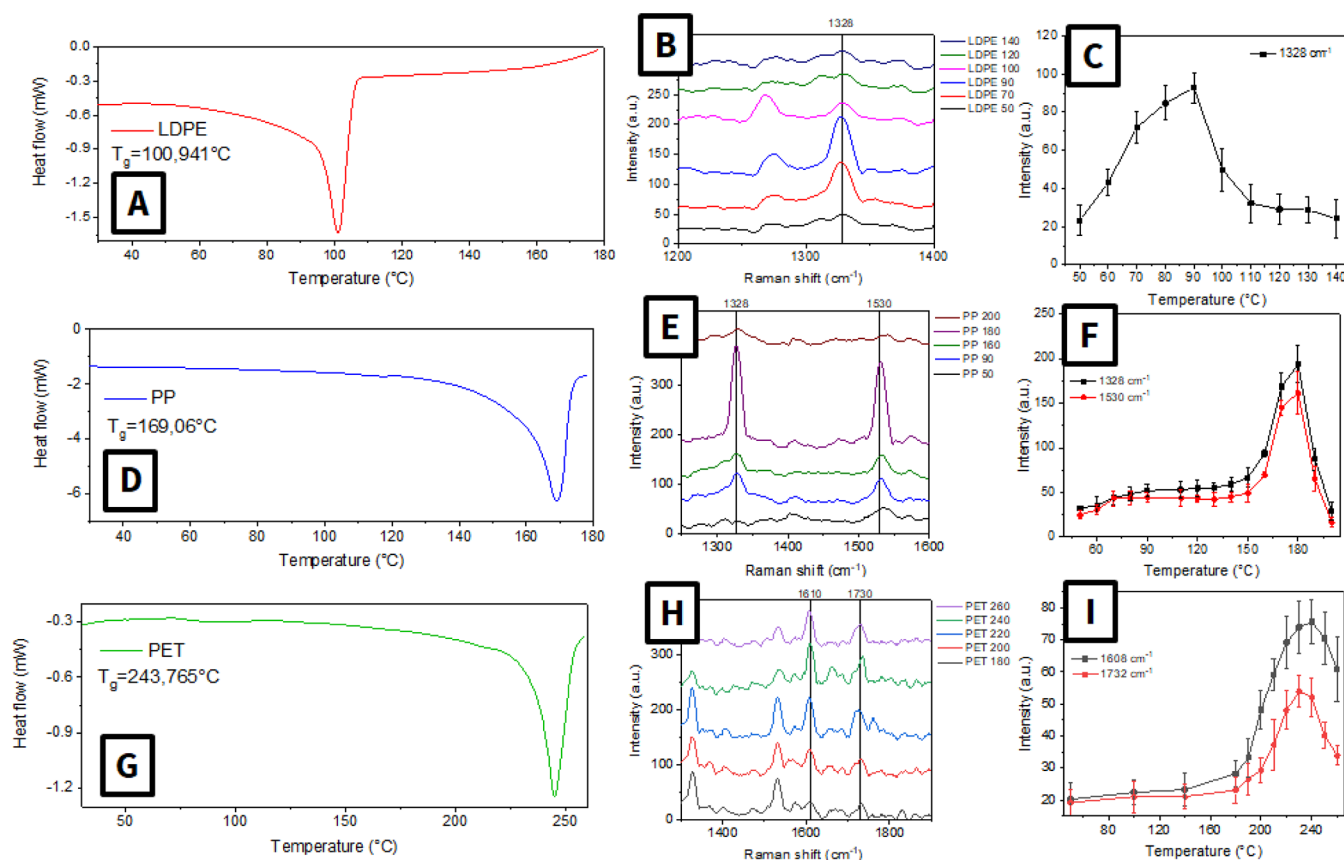 A
0.0
-0.3
-0.6
-0.9
-1.2
-1.5
Heat flow (mW)
LDPE
Tg=100,941°C
40 60 80 100 120 140 160 180
Temperature (°C)
B
1328
LDPE 140
LDPE 120
LDPE 100
LDPE 90
LDPE 70
LDPE 50
250
200
150
100
50
0
Intensity (a.u.)
1200 1300 1400
Raman shift (cm-1)
C
1328 cm-1
120
100
80
60
40
20
0
Intensity (a.u.)
50 60 70 80 90 100 110 120 130 140
Temperature (°C)
D
0
-2
-4
-6
Heat flow (mW)
PP
Tg=169,06°C
40 60 80 100 120 140 160 180
Temperature (°C)
E
1328 1530
PP 200
PP 180
PP 160
PP 90
PP 50
300
200
100
0
Intensity (a.u.)
1300 1400 1500 1600
Raman shift (cm-1)
F
1328 cm-1
1530 cm-1
250
200
150
100
50
0
Intensity (a.u.)
60 90 120 150 180
Temperature (°C)
G
-0.3
-0.6
-0.9
-1.2
Heat flow (mW)
PET
Tg=243,765°C
50 100 150 200 250
Temperature (°C)
H
1610 1730
PET 260
PET 240
PET 220
PET 200
PET 180
300
200
100
0
Intensity (a.u.)
1400 1600 1800
Raman shift (cm-1)
I
1608 cm-1
1732 cm-1
80
70
60
50
40
30
20
Intensity (a.u.)
80 120 160 200 240
Temperature (°C)